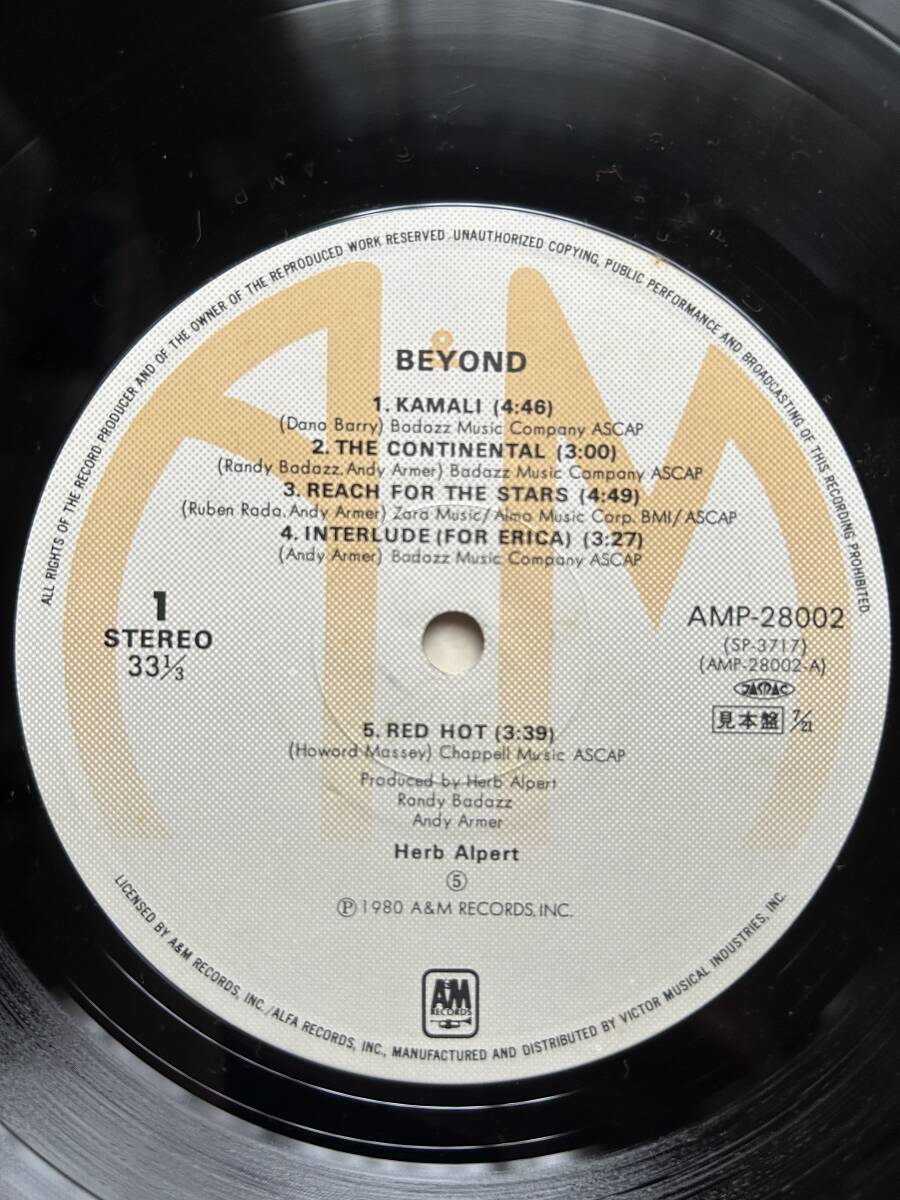 ALL RIGHTS OF THE RECORD PRODUCER AND OF THE OWNER OF THE REPRODUCED WORK RESERVED. UNAUTHORIZED COPYING, PUBLIC PERFORMANCE AND BROADCASTING OF THIS RECORDING PROHIBITED
A&M
BEYOND
1. KAMALI (4:46)
(Dana Barry) Badazz Music Company ASCAP
2. THE CONTINENTAL (3:00)
(Randy Badazz. Andy Armer) Badazz Music Company ASCAP
3. REACH FOR THE STARS (4:49)
(Ruben Rada. Andy Armer) Zara Music/Almo Music Corp. BMI/ASCAP
4. INTERLUDE (FOR ERICA) (3:27)
(Andy Armer) Badazz Music Company ASCAP
1
STEREO
33⅓
AMP-28002
(SP-3717)
(AMP-28002-A)
JASRAC
見本盤 7/21
5. RED HOT (3:39)
(Howard Massey) Chappell Music ASCAP
Produced by Herb Alpert
Randy Badazz
Andy Armer
Herb Alpert
⑤
Ⓟ 1980 A&M RECORDS, INC.
A&M
RECORDS
LICENSED BY A&M RECORDS, INC./ALFA RECORDS, INC., MANUFACTURED AND DISTRIBUTED BY VICTOR MUSICAL INDUSTRIES, INC.